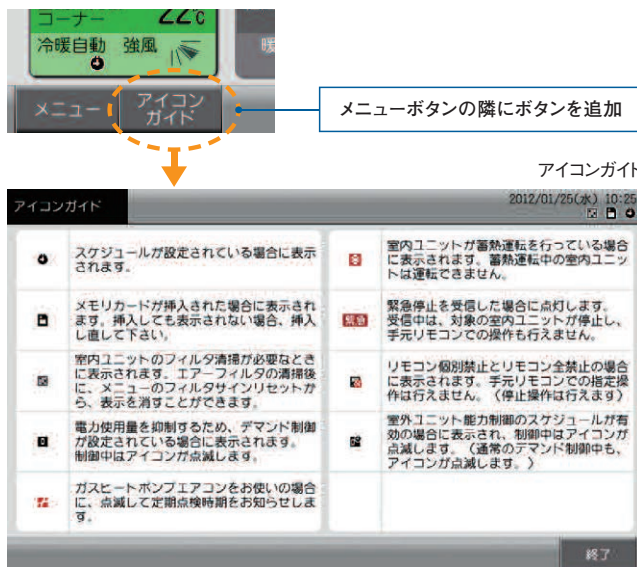 コーナー 22℃
冷暖自動 強風
メニュー
アイコン
ガイド
メニューボタンの隣にボタンを追加
アイコンガイド
アイコンガイド
2012/01/25(水) 10:25
スケジュールが設定されている場合に表示
されます。
メモリカードが挿入された場合に表示され
ます。挿入しても表示されない場合、挿入
し直して下さい。
室内ユニットのフィルタ清掃が必要なとき
に表示されます。エアーフィルタの清掃後
に、メニューのフィルタサインリセットか
ら、表示を消すことができます。
電力使用量を抑制するため、デマンド制御
が設定されている場合に表示されます。
制御中はアイコンが点滅します。
ガスヒートポンプエアコンをお使いの場合
に、点滅して定期点検時期をお知らせしま
す。
室内ユニットが蓄熱運転を行っている場合
に表示されます。蓄熱運転中の室内ユニッ
トは運転できません。
緊急
緊急停止を受信した場合に点灯します。
受信中は、対象の室内ユニットが停止し、
手元リモコンでの操作も行えません。
リモコン個別禁止とリモコン全禁止の場合
に表示されます。手元リモコンでの指定操
作は行えません。(停止操作は行えます)
室外ユニット能力制御のスケジュールが有
効の場合に表示され、制御中はアイコンが
点滅します。(通常のデマンド制御中も、
アイコンが点滅します。)
終了